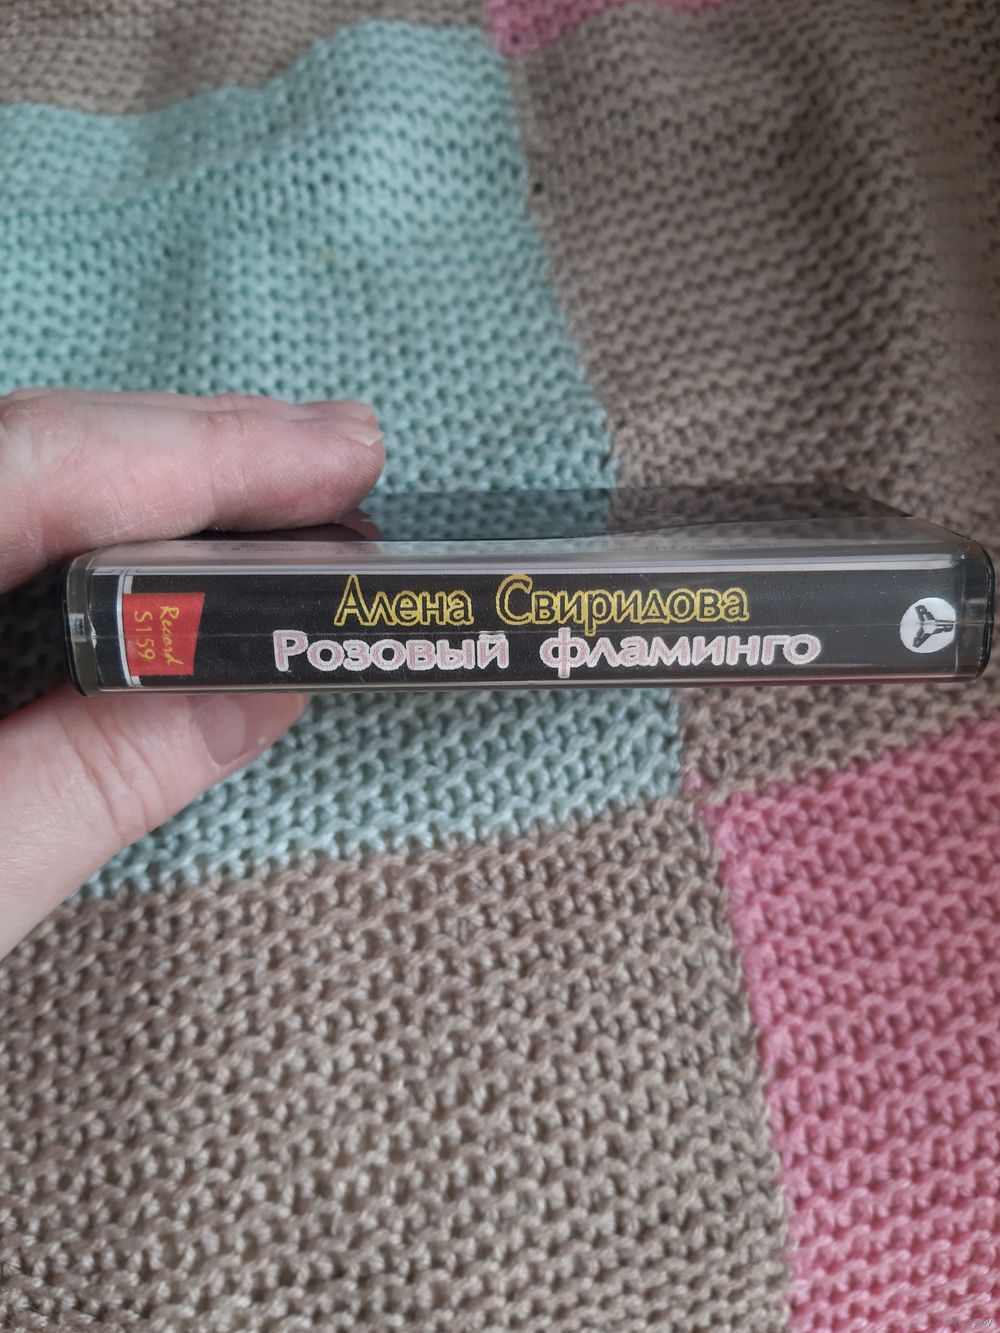 Алена Свиридова
Розовый фламинго
Record
S159